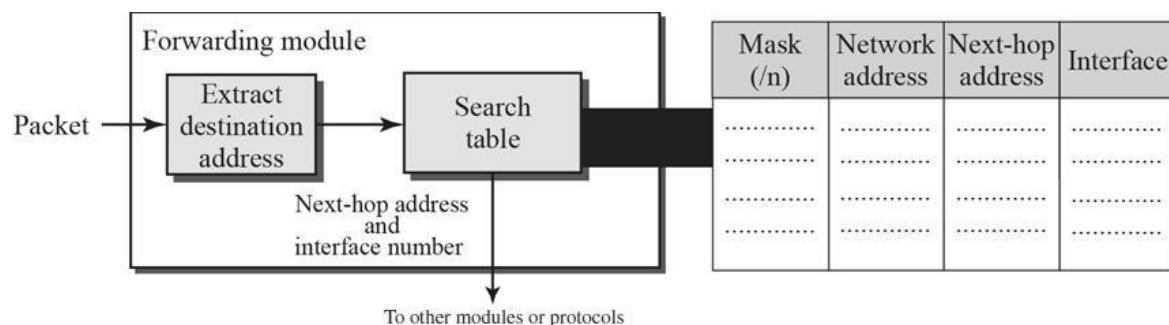 Forwarding module
Packet
Extract
destination
address
Search
table
Next-hop address
and
interface number
To other modules or protocols
Mask
(/n)
Network
address
Next-hop
address
Interface
............ ............ ............ ............
............ ............ ............ ............
............ ............ ............ ............
............ ............ ............ ............